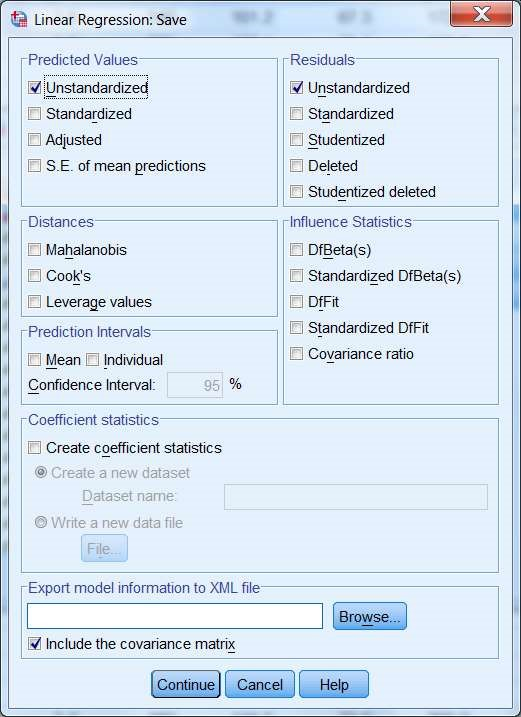 Linear Regression: Save
Predicted Values
Unstandardized
Standardized
Adjusted
S.E. of mean predictions
Residuals
Unstandardized
Standardized
Studentized
Deleted
Studentized deleted
Distances
Mahalanobis
Cook's
Leverage values
Influence Statistics
DfBeta(s)
Standardized DfBeta(s)
DfFit
Standardized DfFit
Covariance ratio
Prediction Intervals
Mean Individual
Confidence Interval: 95 %
Coefficient statistics
Create coefficient statistics
Create a new dataset
Dataset name:
Write a new data file
File...
Export model information to XML file
Browse...
Include the covariance matrix
Continue Cancel Help